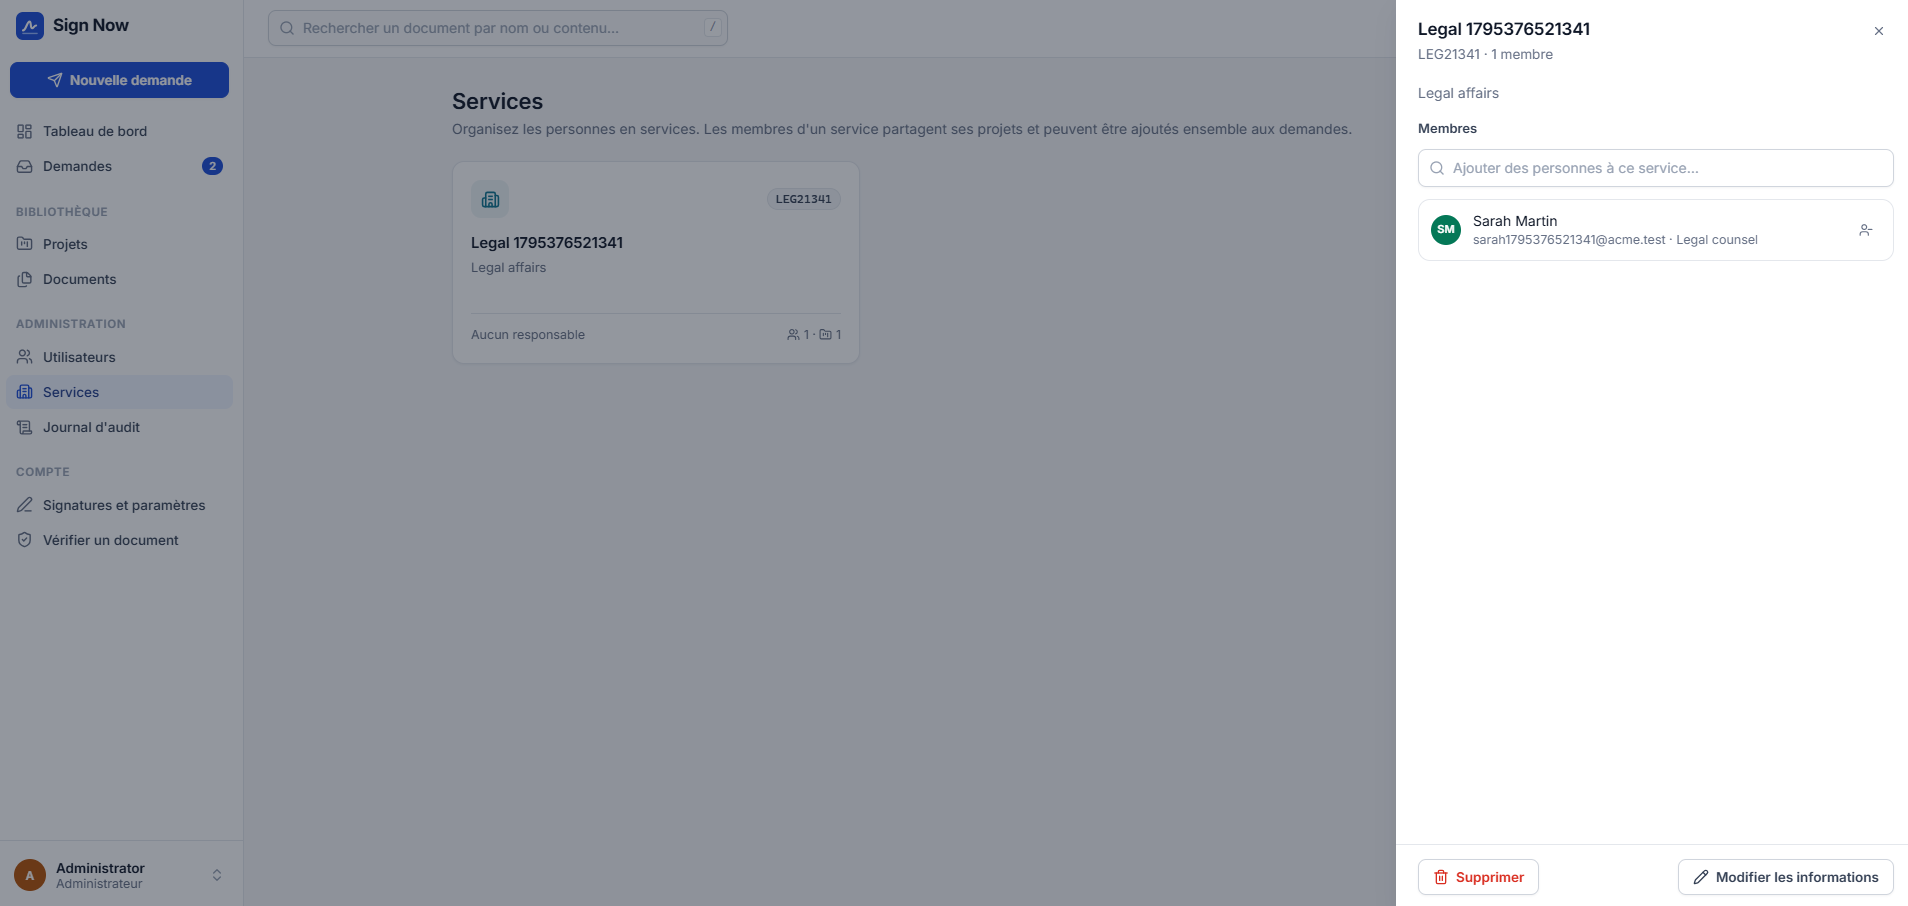 Sign Now
Nouvelle demande
Tableau de bord
Demandes 2
BIBLIOTHÈQUE
Projets
Documents
ADMINISTRATION
Utilisateurs
Services
Journal d'audit
COMPTE
Signatures et paramètres
Vérifier un document
A Administrator
Administrateur
Rechercher un document par nom ou contenu... /
Services
Organisez les personnes en services. Les membres d'un service partagent ses projets et peuvent être ajoutés ensemble aux demandes.
LEG21341
Legal 1795376521341
Legal affairs
Aucun responsable 1 · 1
Legal 1795376521341
LEG21341 · 1 membre
Legal affairs
Membres
Ajouter des personnes à ce service...
SM Sarah Martin
sarah1795376521341@acme.test · Legal counsel
Supprimer Modifier les informations